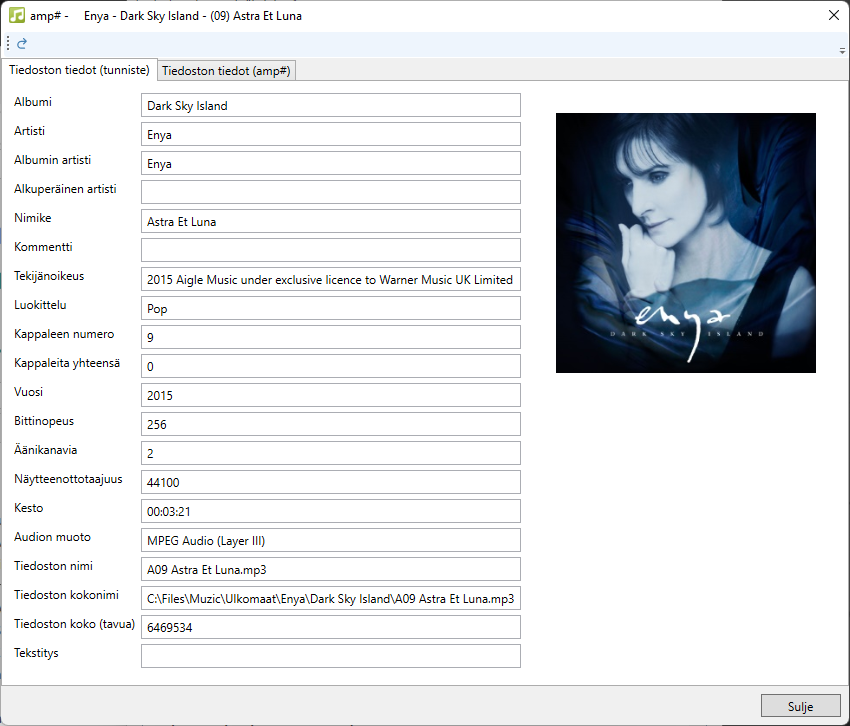 amp# - Enya - Dark Sky Island - (09) Astra Et Luna
Tiedoston tiedot (tunniste) Tiedoston tiedot (amp#)
Albumi Dark Sky Island
Artisti Enya
Albumin artisti Enya
Alkuperäinen artisti
Nimike Astra Et Luna
Kommentti
Tekijänoikeus 2015 Aigle Music under exclusive licence to Warner Music UK Limited
Luokittelu Pop
Kappaleen numero 9
Kappaleita yhteensä 0
Vuosi 2015
Bittinopeus 256
Äänikanavia 2
Näytteenottotaajuus 44100
Kesto 00:03:21
Audion muoto MPEG Audio (Layer III)
Tiedoston nimi A09 Astra Et Luna.mp3
Tiedoston kokonimi C:\Files\Muzic\Ulkomaat\Enya\Dark Sky Island\A09 Astra Et Luna.mp3
Tiedoston koko (tavua) 6469534
Tekstitys
enya
DARK SKY ISLAND
Sulje